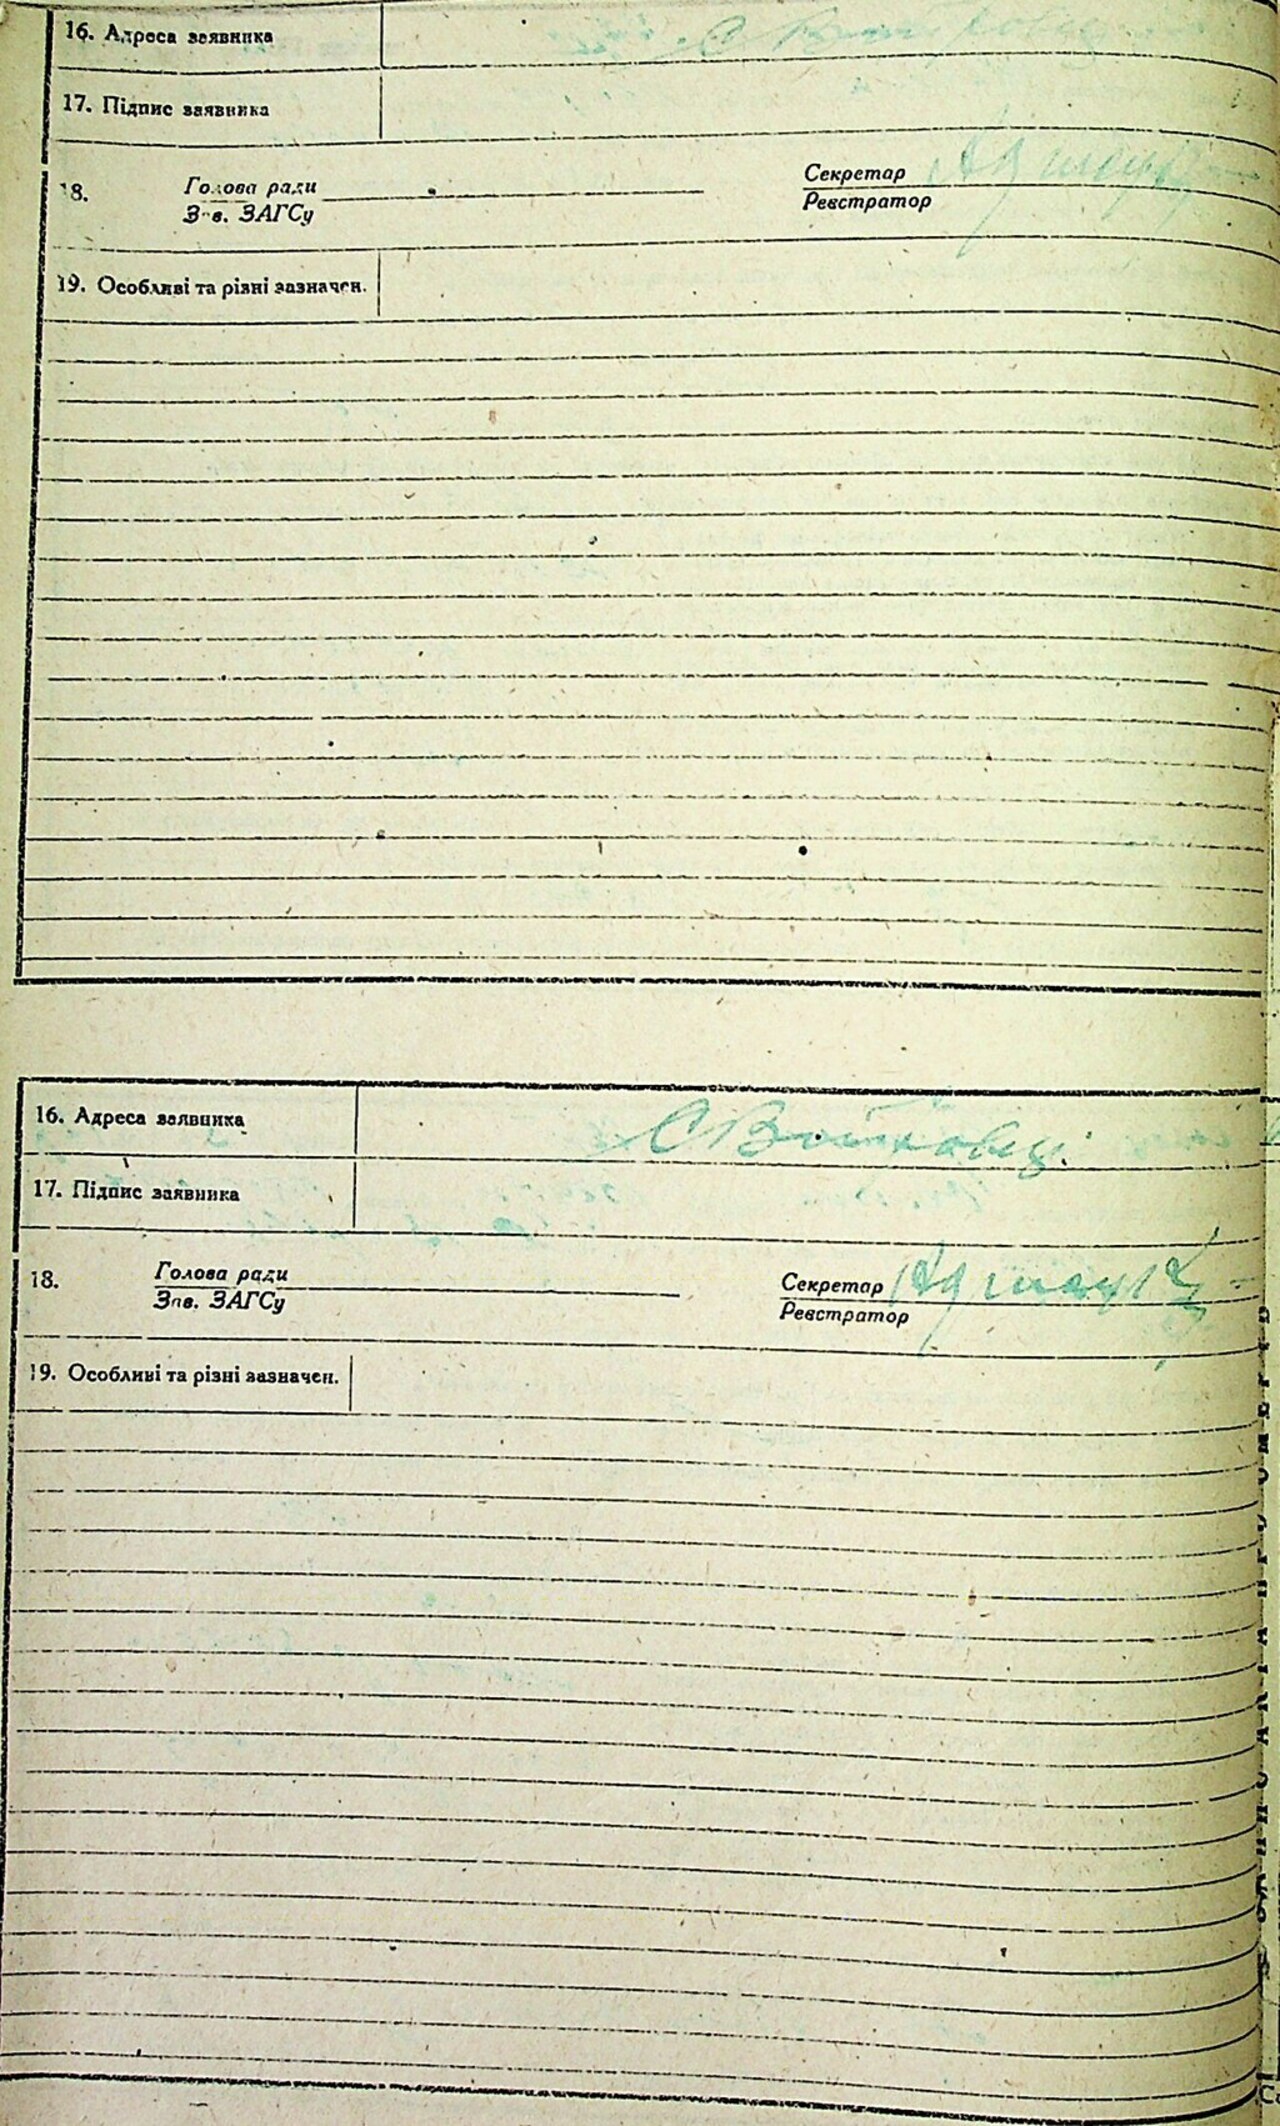 16. Адреса заявника
17. Підпис заявника
18. Голова ради Секретар
Зав. ЗАГСу Реєстратор
19. Особливі та різні зазначен.
16. Адреса заявника С Войтковці.
17. Підпис заявника
18. Голова ради Секретар
Зав. ЗАГСу Реєстратор
19. Особливі та різні зазначен.